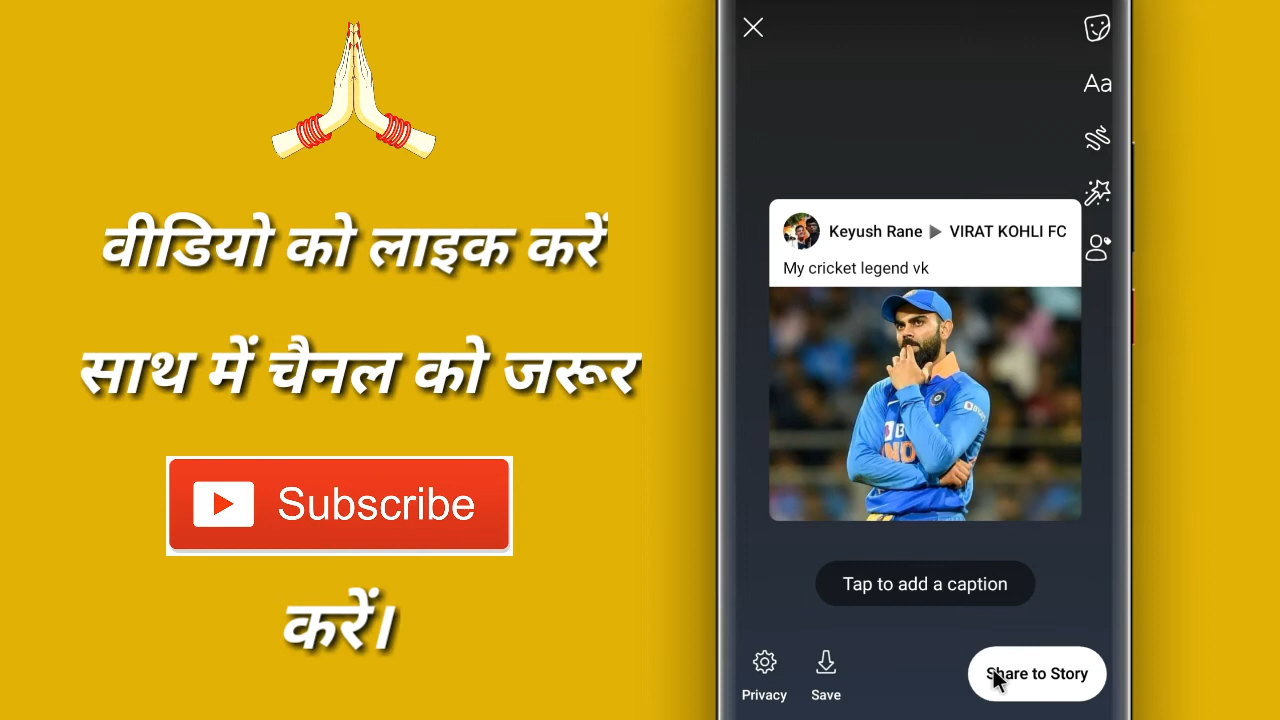 वीडियो को लाइक करें
साथ में चैनल को जरूर
Subscribe
करें।
Aa
Keyush Rane ▶ VIRAT KOHLI FC
My cricket legend vk
Tap to add a caption
Privacy
Save
Share to Story